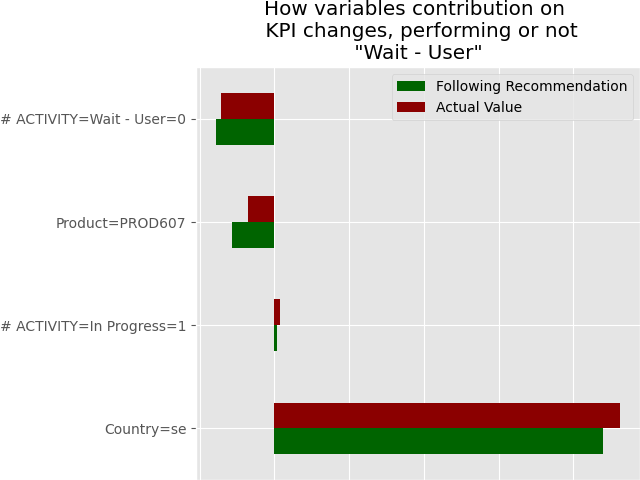 How variables contribution on
KPI changes, performing or not
"Wait - User"
Following Recommendation
Actual Value
# ACTIVITY=Wait - User=0
Product=PROD607
# ACTIVITY=In Progress=1
Country=se